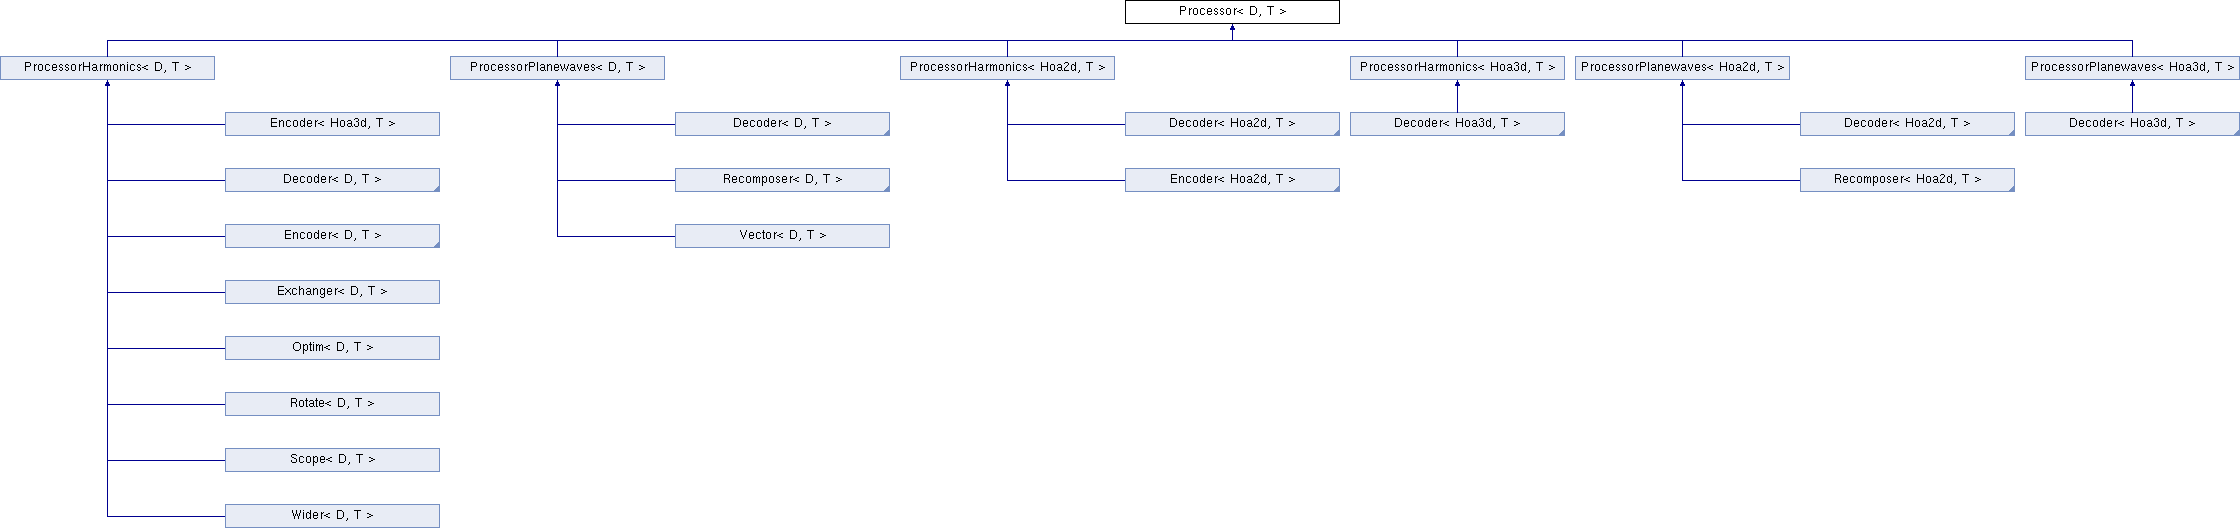 Processor< D, T >
ProcessorHarmonics< D, T >
ProcessorPlanewaves< D, T >
ProcessorHarmonics< Hoa2d, T >
ProcessorHarmonics< Hoa3d, T >
ProcessorPlanewaves< Hoa2d, T >
ProcessorPlanewaves< Hoa3d, T >
Encoder< Hoa3d, T >
Decoder< D, T >
Decoder< Hoa2d, T >
Decoder< Hoa3d, T >
Decoder< Hoa2d, T >
Decoder< Hoa3d, T >
Decoder< D, T >
Recomposer< D, T >
Encoder< Hoa2d, T >
Recomposer< Hoa2d, T >
Encoder< D, T >
Vector< D, T >
Exchanger< D, T >
Optim< D, T >
Rotate< D, T >
Scope< D, T >
Wider< D, T >